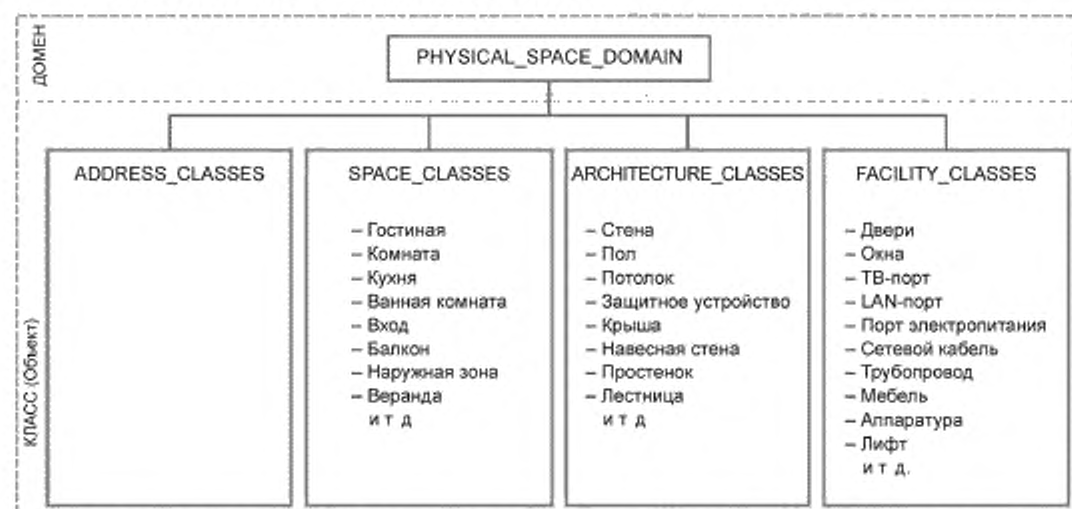 ДОМЕН
PHYSICAL_SPACE_DOMAIN
КЛАСС (Объект)
ADDRESS_CLASSES
SPACE_CLASSES
– Гостиная
– Комната
– Кухня
– Ванная комната
– Вход
– Балкон
– Наружная зона
– Веранда
и т д
ARCHITECTURE_CLASSES
– Стена
– Пол
– Потолок
– Защитное устройство
– Крыша
– Навесная стена
– Простенок
– Лестница
и т д
FACILITY_CLASSES
– Двери
– Окна
– ТВ-порт
– LAN-порт
– Порт электропитания
– Сетевой кабель
– Трубопровод
– Мебель
– Аппаратура
– Лифт
и т д.